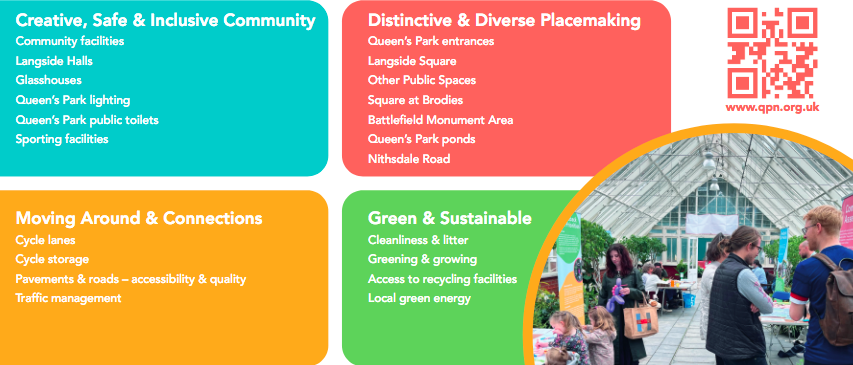 Creative, Safe & Inclusive Community
Community facilities
Langside Halls
Glasshouses
Queen's Park lighting
Queen's Park public toilets
Sporting facilities
Distinctive & Diverse Placemaking
Queen's Park entrances
Langside Square
Other Public Spaces
Square at Brodies
Battlefield Monument Area
Queen's Park ponds
Nithsdale Road
www.qpn.org.uk
Moving Around & Connections
Cycle lanes
Cycle storage
Pavements & roads – accessibility & quality
Traffic management
Green & Sustainable
Cleanliness & litter
Greening & growing
Access to recycling facilities
Local green energy